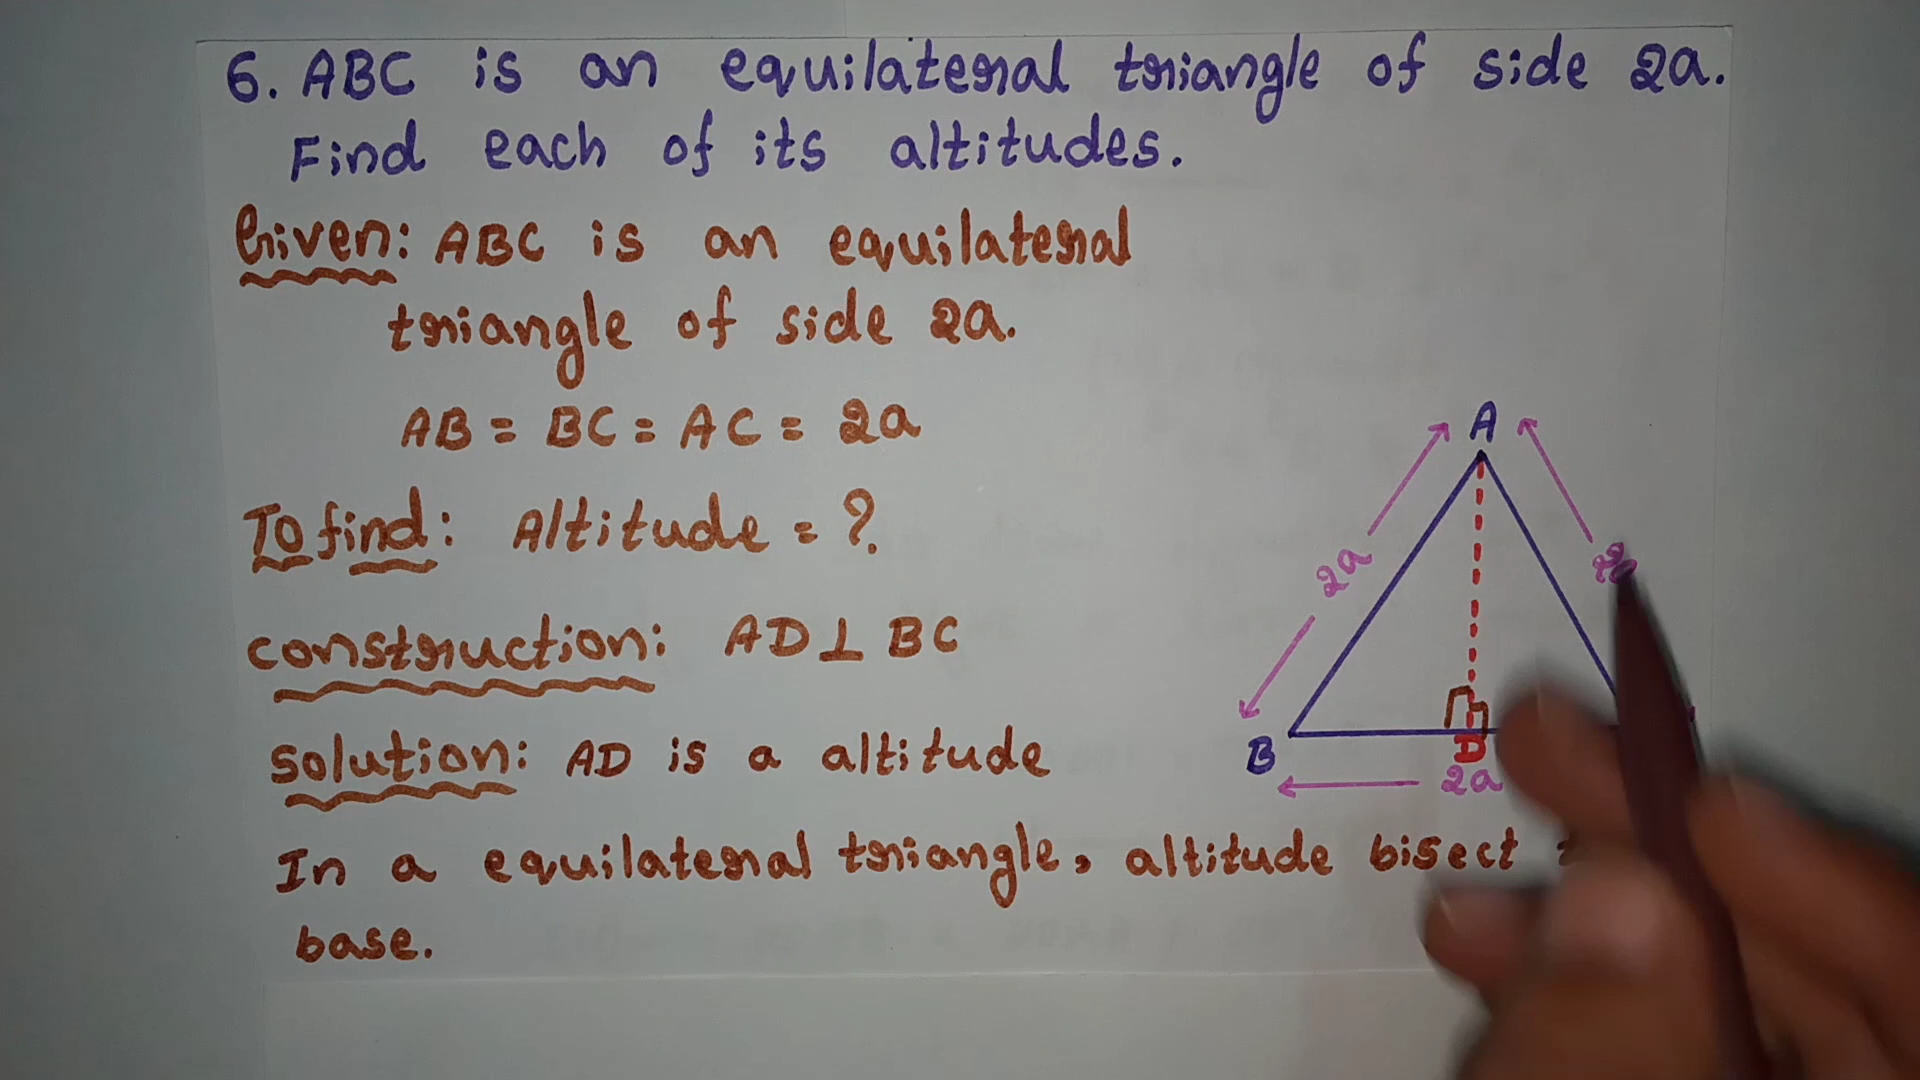 6. ABC is an equilateral triangle of side 2a.
Find each of its altitudes.
Given: ABC is an equilateral
triangle of side 2a.
AB = BC = AC = 2a
To find: Altitude = ?
construction: AD ⊥ BC
solution: AD is a altitude
In a equilateral triangle, altitude bisect
base.
A
2a
B
D
2a